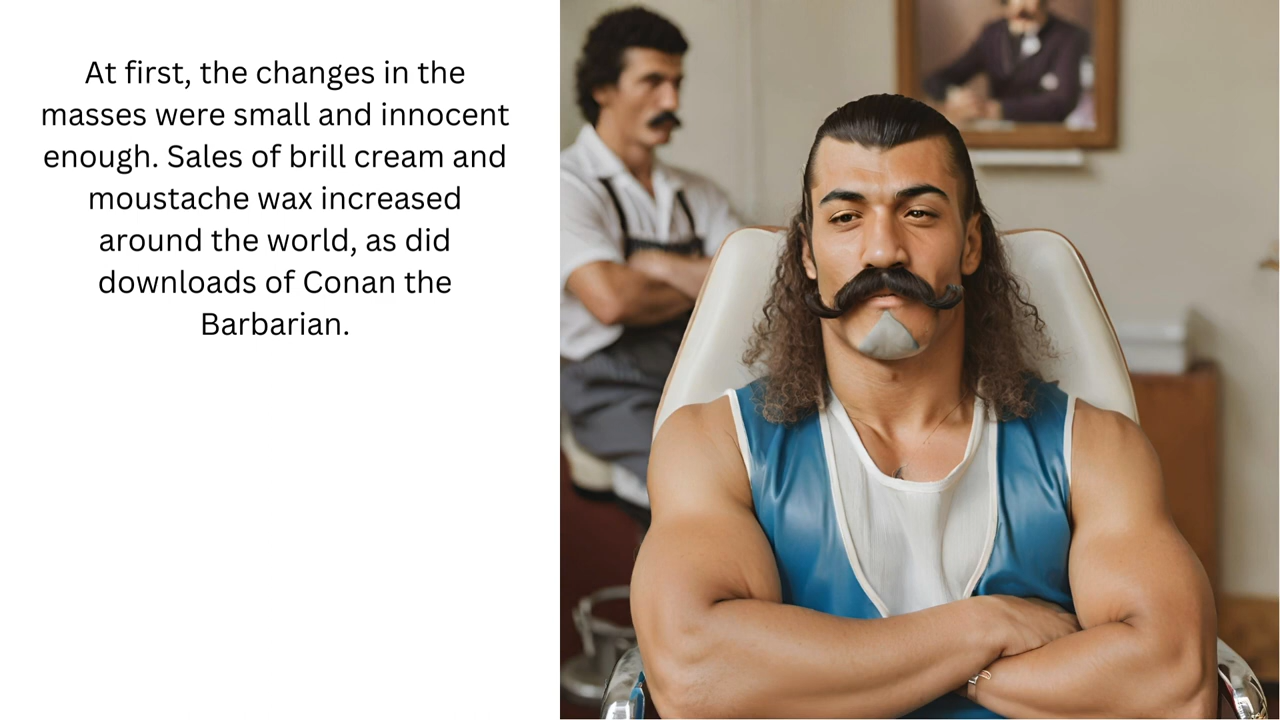 At first, the changes in the
masses were small and innocent
enough. Sales of brill cream and
moustache wax increased
around the world, as did
downloads of Conan the
Barbarian.